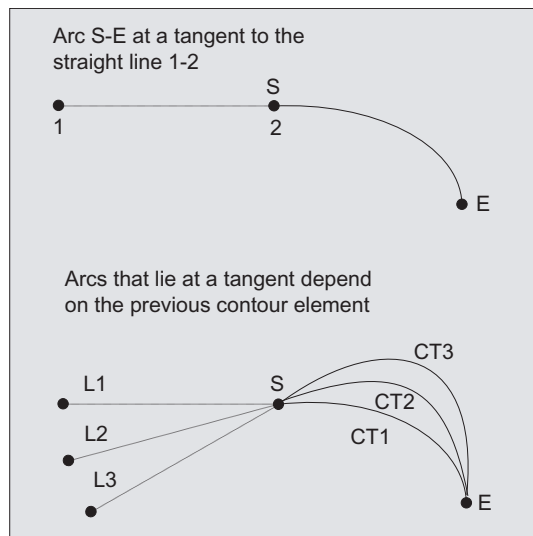 Arc S-E at a tangent to the
straight line 1-2
S
1
2
E
Arcs that lie at a tangent depend
on the previous contour element
CT3
L1
S
CT2
CT1
L2
L3
E